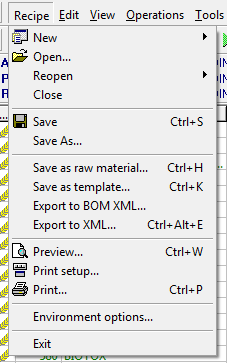 Recipe Edit View Operations Tools
New
Open...
Reopen
Close
Save Ctrl+S
Save As...
Save as raw material... Ctrl+H
Save as template... Ctrl+K
Export to BOM XML...
Export to XML... Ctrl+Alt+E
Preview... Ctrl+W
Print setup...
Print... Ctrl+P
Environment options...
Exit